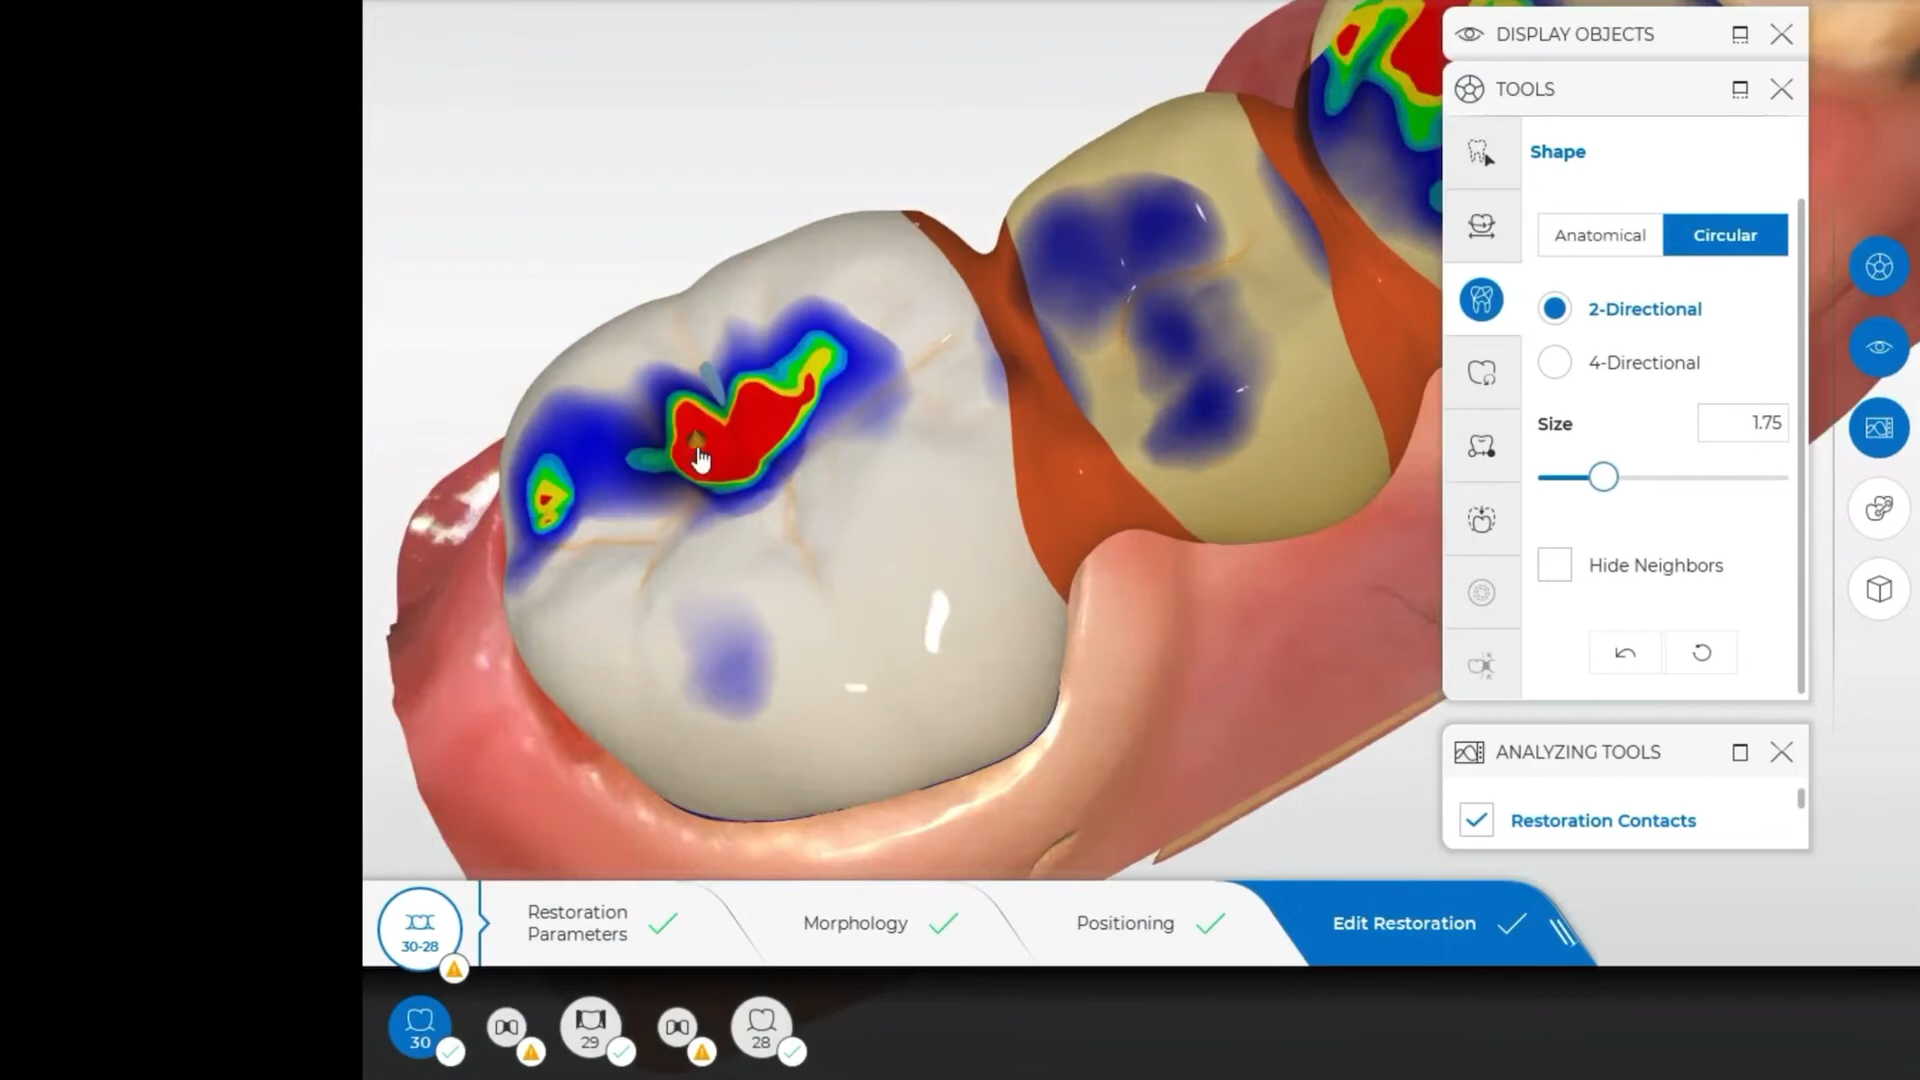 DISPLAY OBJECTS
TOOLS
Shape
Anatomical
Circular
2-Directional
4-Directional
Size
1.75
Hide Neighbors
ANALYZING TOOLS
Restoration Contacts
30-28
Restoration
Parameters
Morphology
Positioning
Edit Restoration
30
29
28